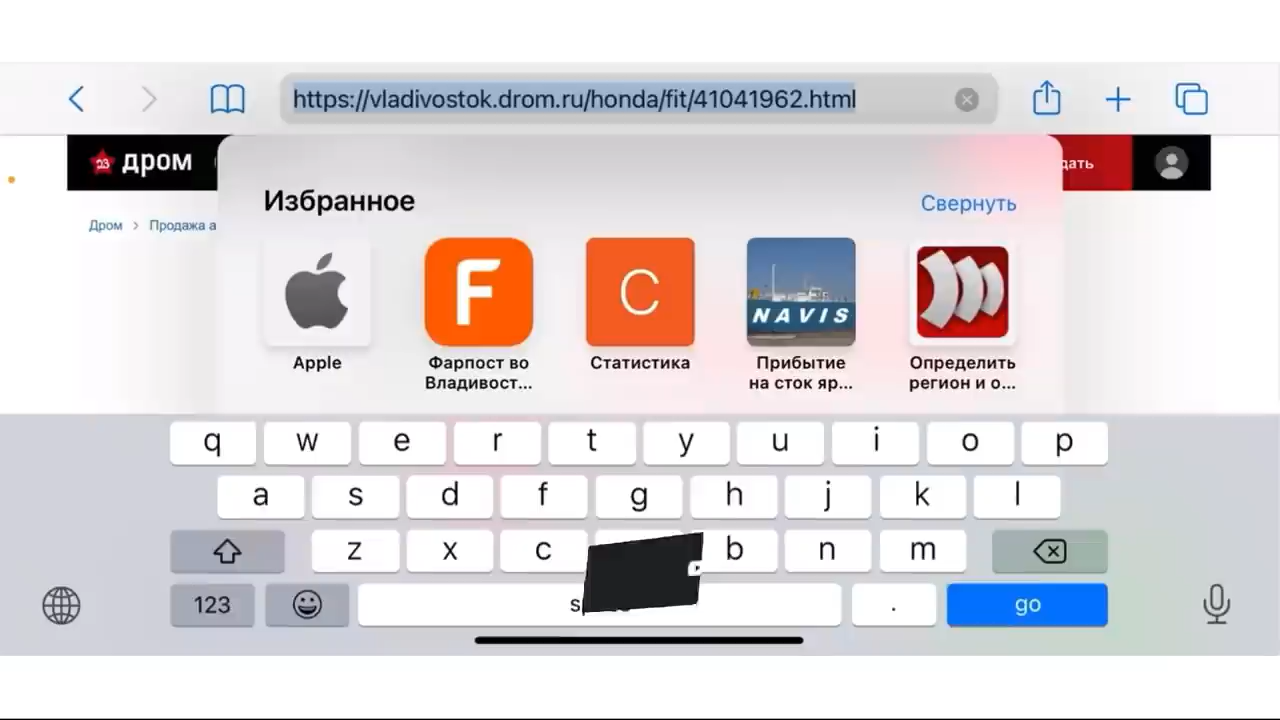 https://vladivostok.drom.ru/honda/fit/41041962.html
23 дром
дать
Дром > Продажа а
Избранное
Свернуть
F
С
NAVIS
Apple
Фарпост во Владивост...
Статистика
Прибытие на сток яр...
Определить регион и о...
q w e r t y u i o p
a s d f g h j k l
z x c b n m
123
.
go